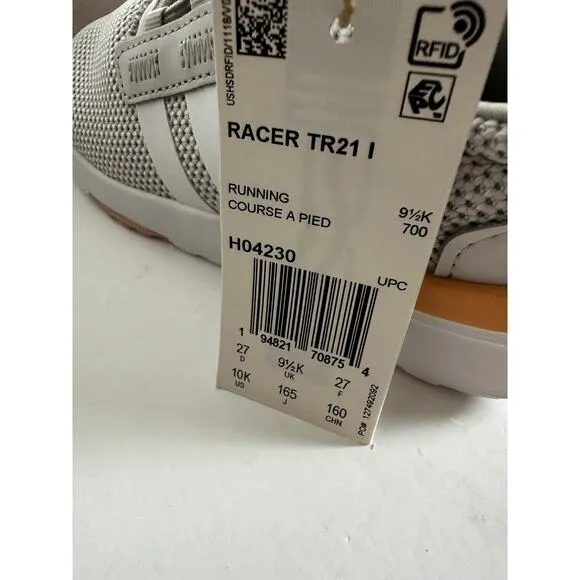 USHSDRFID/1118/V0
RFID
RACER TR21 I
RUNNING
COURSE A PIED
9½K
700
H04230
UPC
1 94821 70875 4
27 D
9½K UK
27 F
10K US
165 J
160 CHN
PO# 127492092